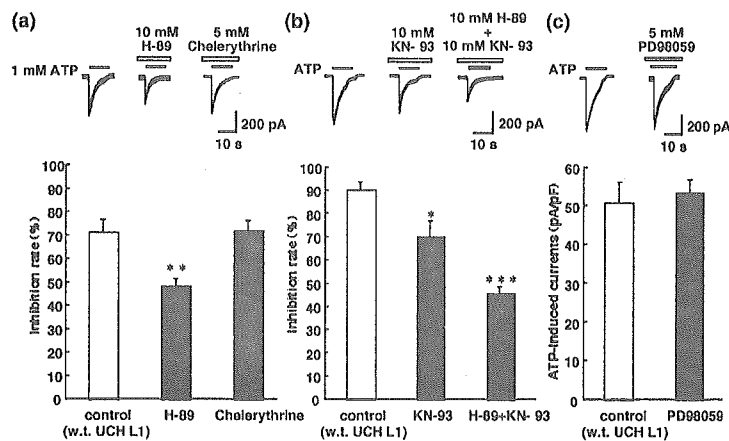 (a)
10 mM
H-89
5 mM
Chelerythrine
1 mM ATP
200 pA
10 s
Inhibition rate (%)
100
90
80
70
60
50
40
30
20
10
0
**
control
(w.t. UCH L1)
H-89
Chelerythrine
(b)
10 mM
KN- 93
10 mM H-89
+
10 mM KN- 93
ATP
200 pA
10 s
Inhibition rate (%)
100
90
80
70
60
50
40
30
20
10
0
*
***
control
(w.t. UCH L1)
KN-93
H-89+KN- 93
(c)
5 mM
PD98059
ATP
200 pA
10 s
ATP-induced currents (pA/pF)
60
50
40
30
20
10
0
control
(w.t. UCH L1)
PD98059